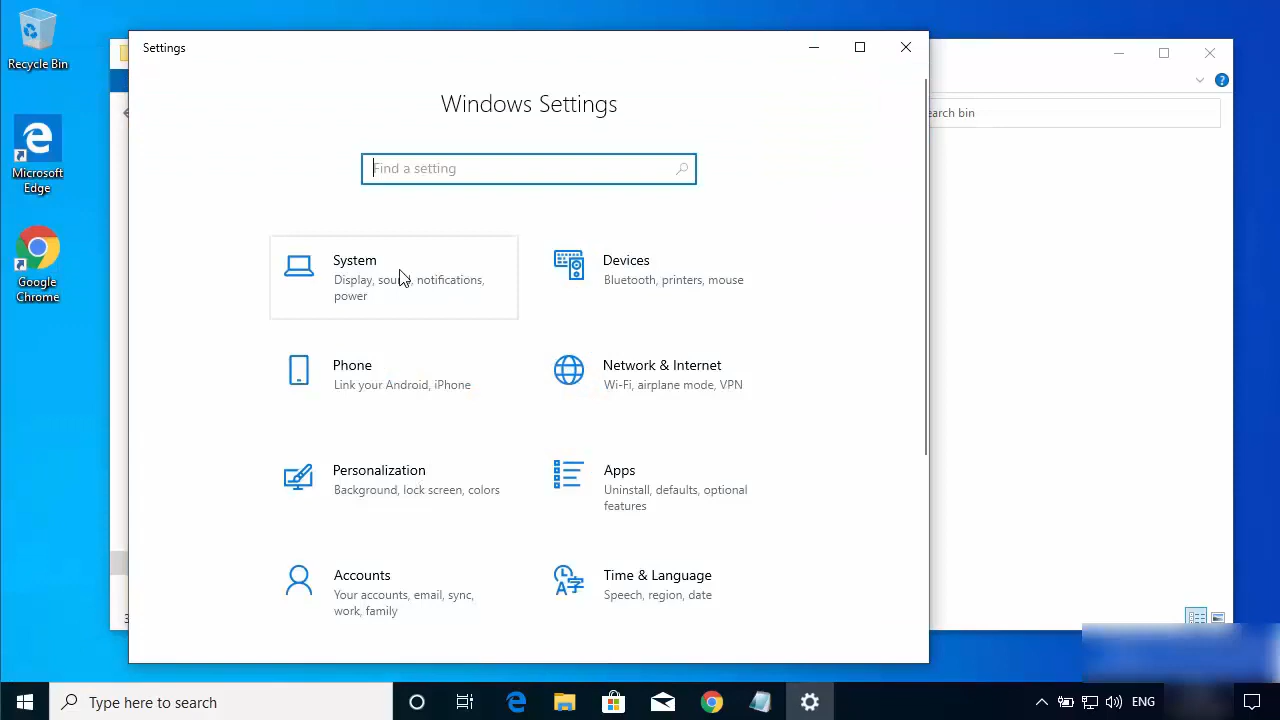 Recycle Bin
Microsoft
Edge
Google
Chrome
Settings
Windows Settings
Find a setting
System
Display, sound, notifications,
power
Devices
Bluetooth, printers, mouse
Phone
Link your Android, iPhone
Network & Internet
Wi-Fi, airplane mode, VPN
Personalization
Background, lock screen, colors
Apps
Uninstall, defaults, optional
features
Accounts
Your accounts, email, sync,
work, family
Time & Language
Speech, region, date
earch bin
3
Type here to search
ENG